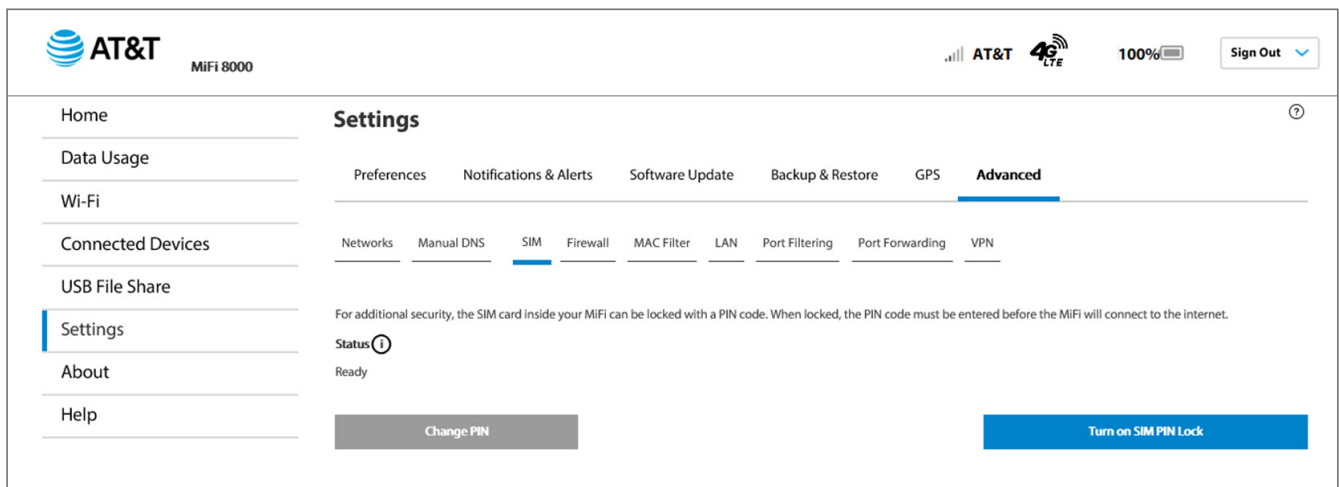 AT&T
MiFi 8000
AT&T 4G LTE 100% Sign Out
Home
Data Usage
Wi-Fi
Connected Devices
USB File Share
Settings
About
Help
Settings
Preferences Notifications & Alerts Software Update Backup & Restore GPS Advanced
Networks Manual DNS SIM Firewall MAC Filter LAN Port Filtering Port Forwarding VPN
For additional security, the SIM card inside your MiFi can be locked with a PIN code. When locked, the PIN code must be entered before the MiFi will connect to the internet.
Status i
Ready
Change PIN Turn on SIM PIN Lock
?